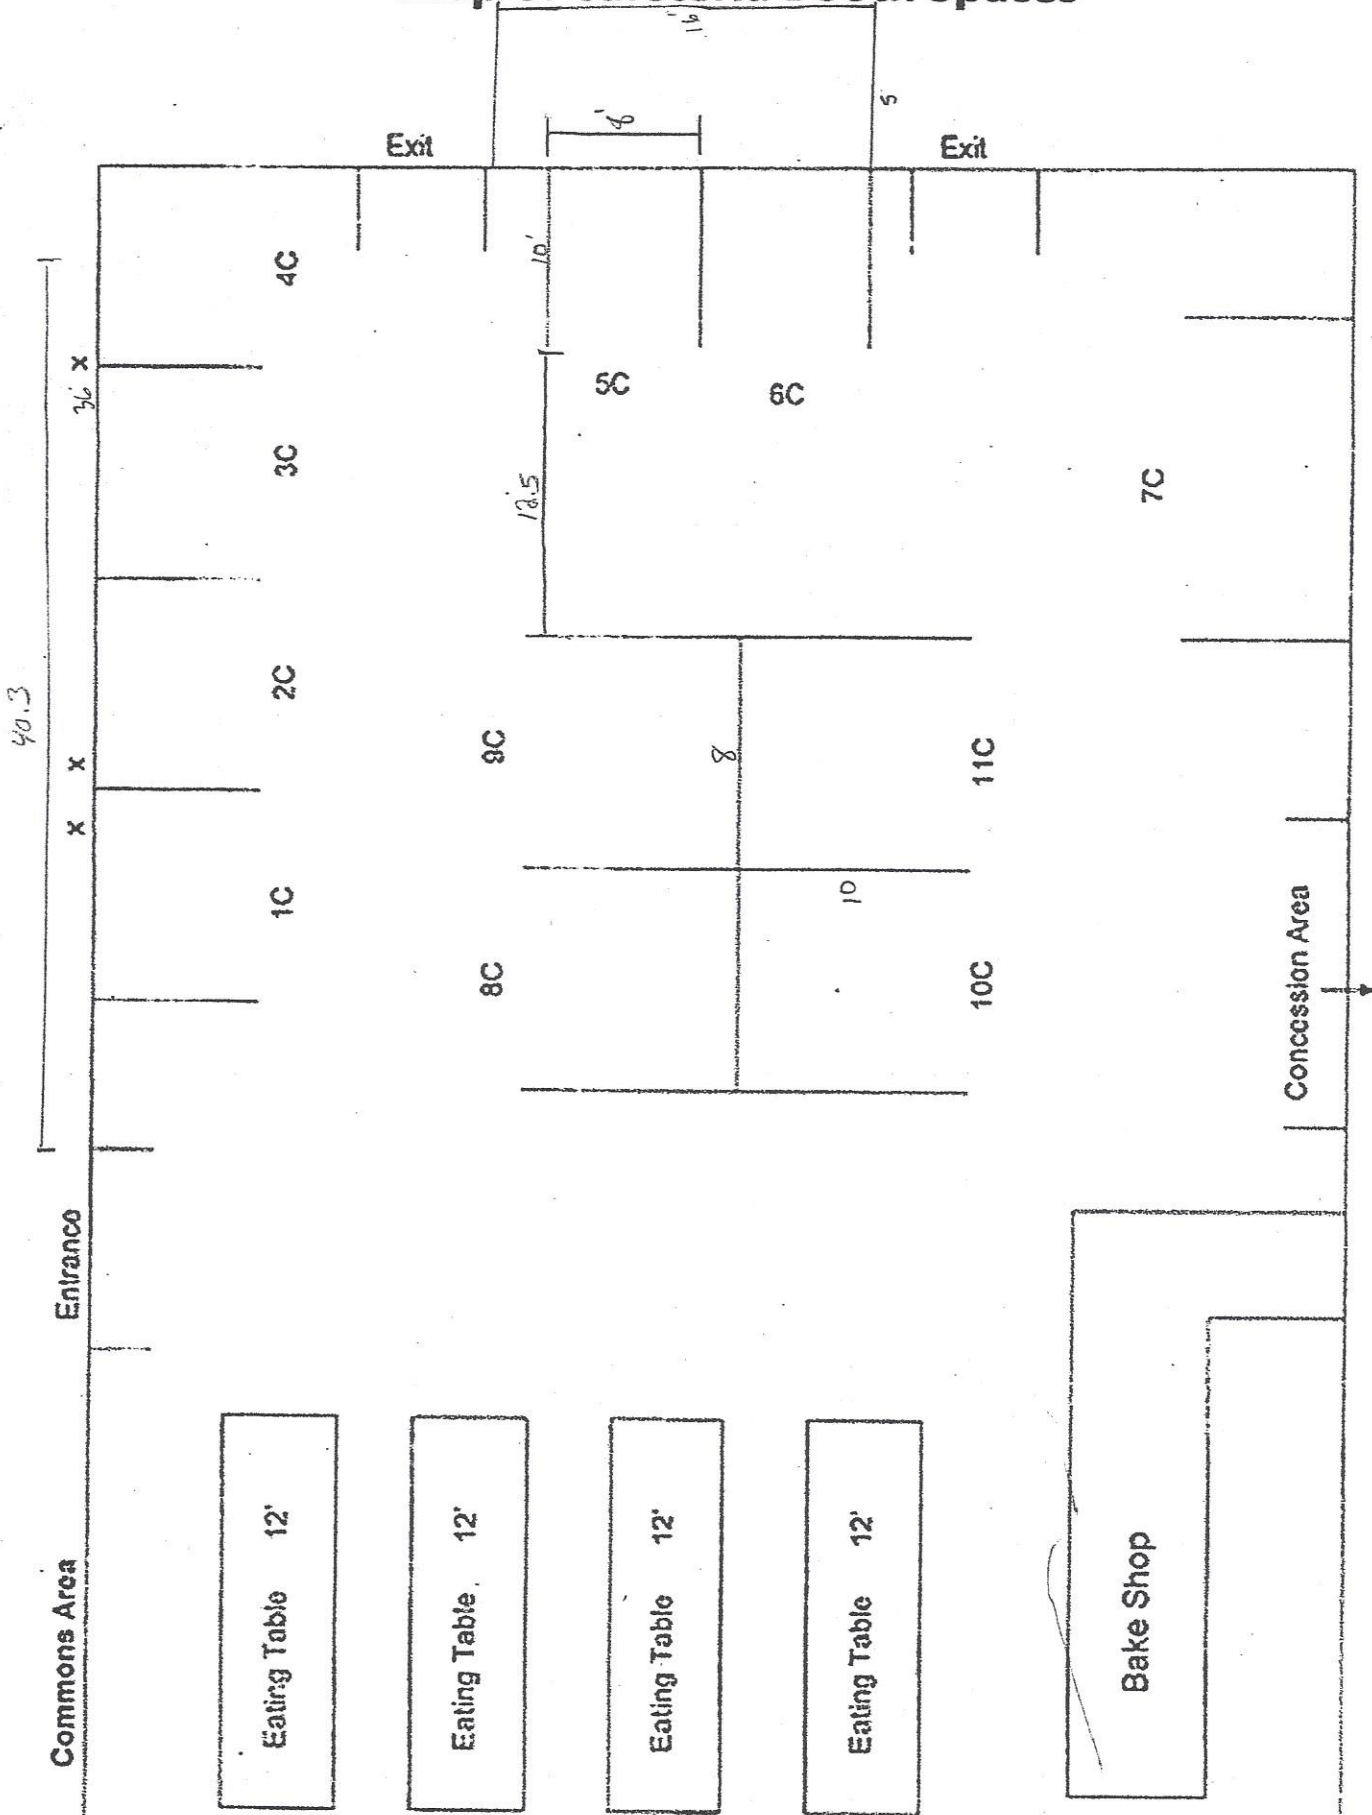 Exit
Exit
16'
5
8'
10'
12.5
40.3
36'
x
x
x
4C
3C
2C
1C
5C
6C
7C
9C
8C
8
10
11C
10C
Entrance
Commons Area
Concession Area
Eating Table 12'
Eating Table 12'
Eating Table 12'
Eating Table 12'
Bake Shop